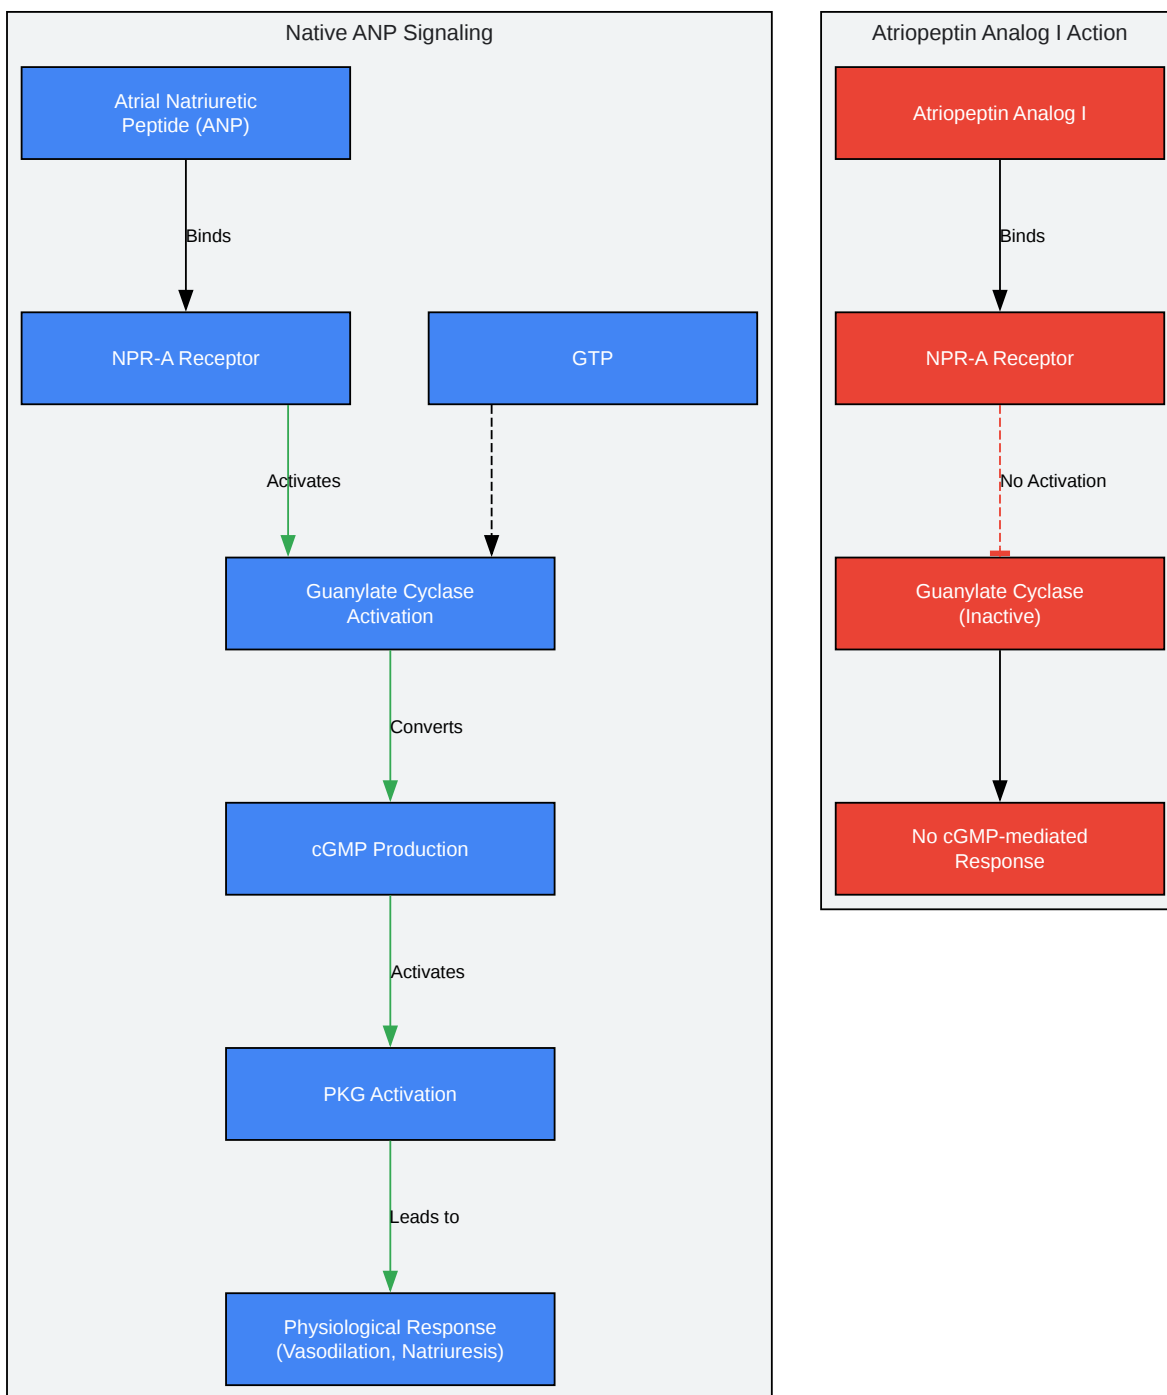 Native ANP Signaling
Atrial Natriuretic
Peptide (ANP)
Binds
NPR-A Receptor
GTP
Activates
Guanylate Cyclase
Activation
Converts
cGMP Production
Activates
PKG Activation
Leads to
Physiological Response
(Vasodilation, Natriuresis)
Atriopeptin Analog I Action
Atriopeptin Analog I
Binds
NPR-A Receptor
No Activation
Guanylate Cyclase
(Inactive)
No cGMP-mediated
Response